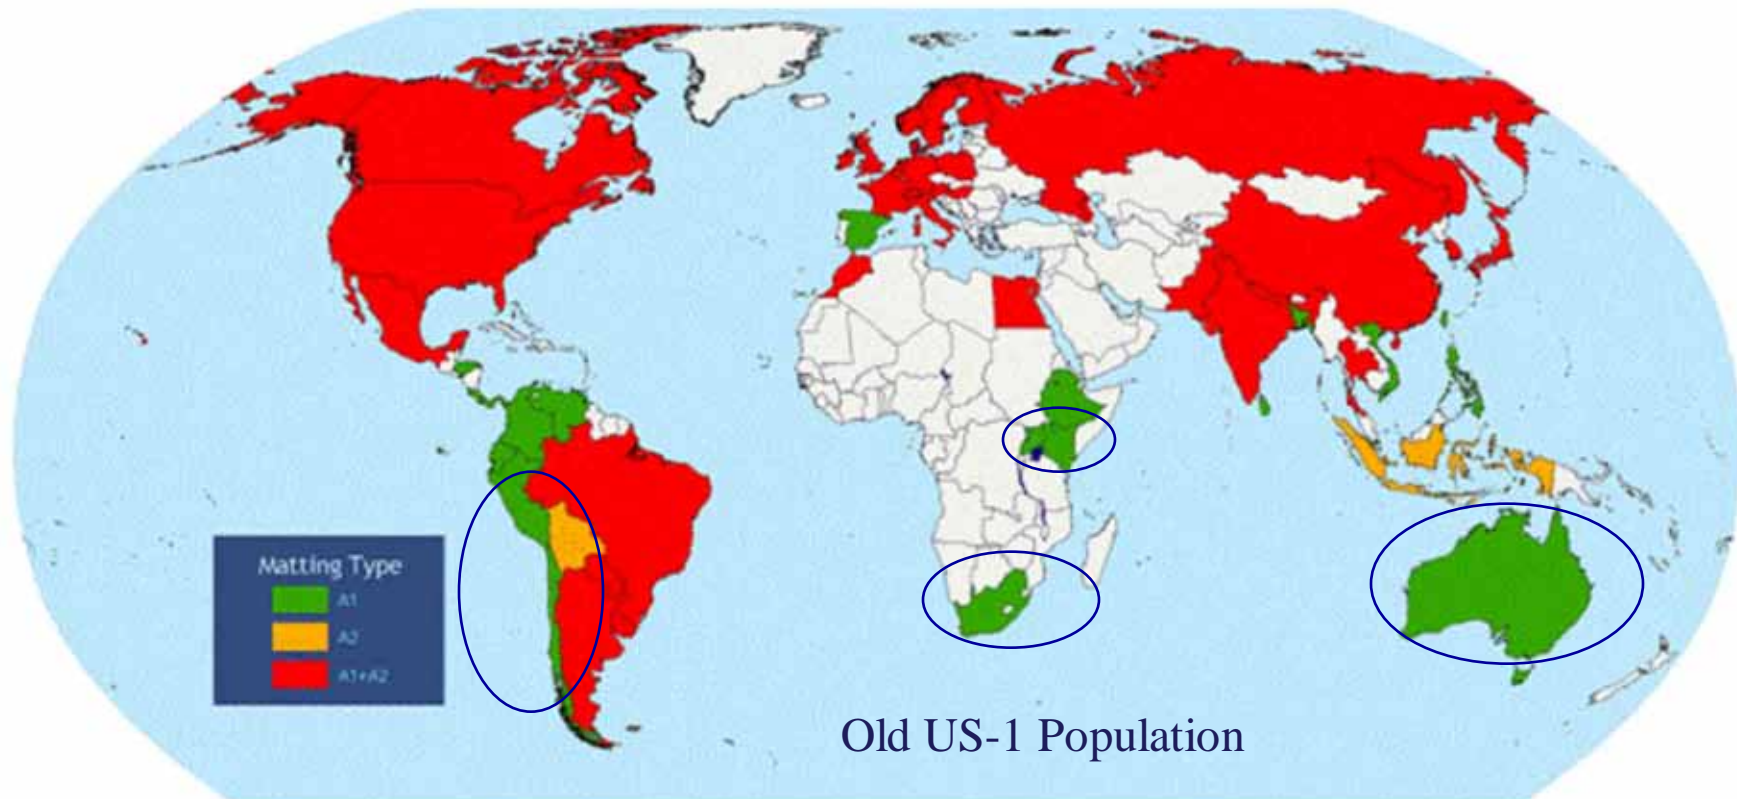 Matting Type
A1
A2
A1+A2
Old US-1 Population